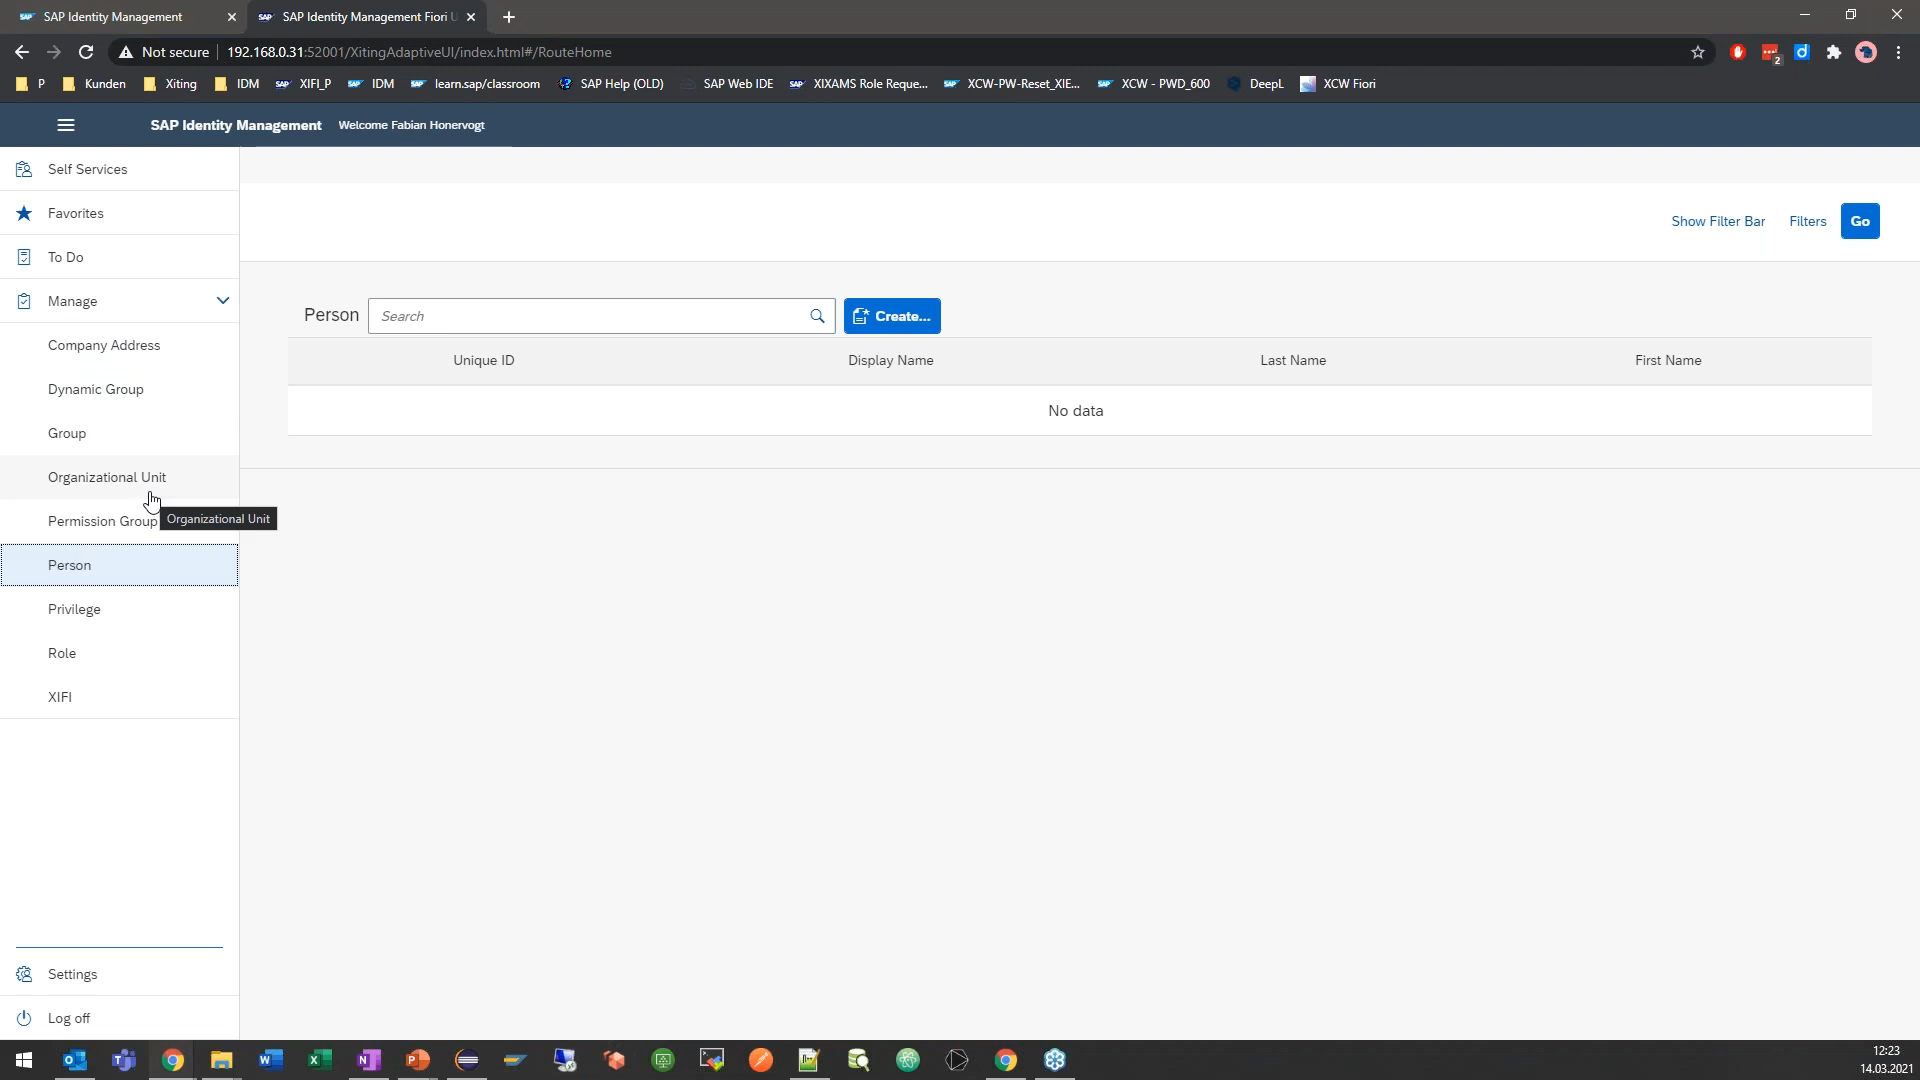 SAP Identity Management
SAP Identity Management Fiori U
Not secure
192.168.0.31:52001/XitingAdaptiveUI/index.html#/RouteHome
2
P
Kunden
Xiting
IDM
XIFI_P
IDM
learn.sap/classroom
SAP Help (OLD)
SAP Web IDE
XIXAMS Role Reque...
XCW-PW-Reset_XIE...
XCW - PWD_600
DeepL
XCW Fiori
SAP Identity Management
Welcome Fabian Honervogt
Self Services
Favorites
To Do
Manage
Company Address
Dynamic Group
Group
Organizational Unit
Permission Group
Organizational Unit
Person
Privilege
Role
XIFI
Settings
Log off
Show Filter Bar
Filters
Go
Person
Search
Create...
Unique ID
Display Name
Last Name
First Name
No data
12:23
14.03.2021